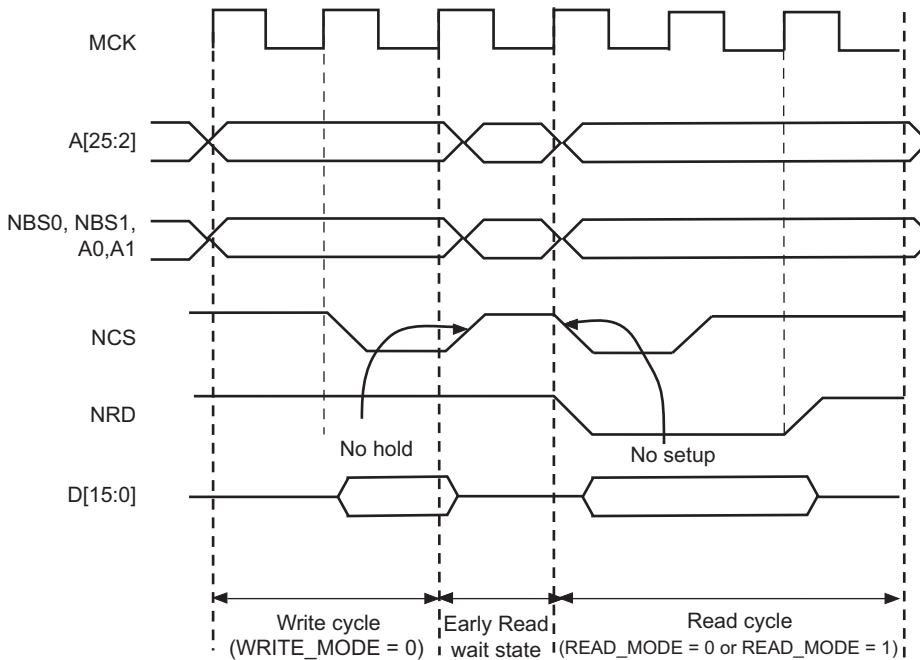 MCK
A[25:2]
NBS0, NBS1,
A0,A1
NCS
NRD
No hold
No setup
D[15:0]
Write cycle
(WRITE_MODE = 0)
Early Read
wait state
Read cycle
(READ_MODE = 0 or READ_MODE = 1)